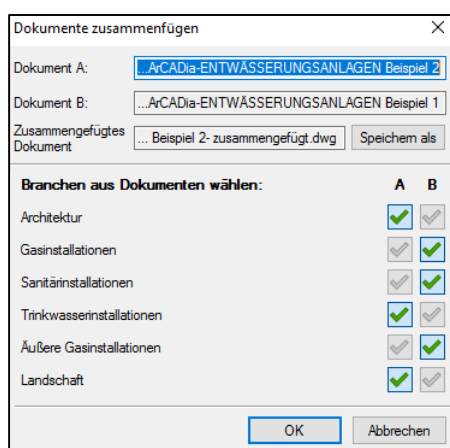 Dokumente zusammenfügen
Dokument A: ...ArCADia-ENTWÄSSERUNGSANLAGEN Beispiel 2
Dokument B: ...ArCADia-ENTWÄSSERUNGSANLAGEN Beispiel 1
Zusammengefügtes
Dokument
... Beispiel 2- zusammengefügt.dwg Speichern als
Branchen aus Dokumenten wählen: A B
Architektur
Gasinstallationen
Sanitärinstallationen
Trinkwasserinstallationen
Äußere Gasinstallationen
Landschaft
OK Abbrechen